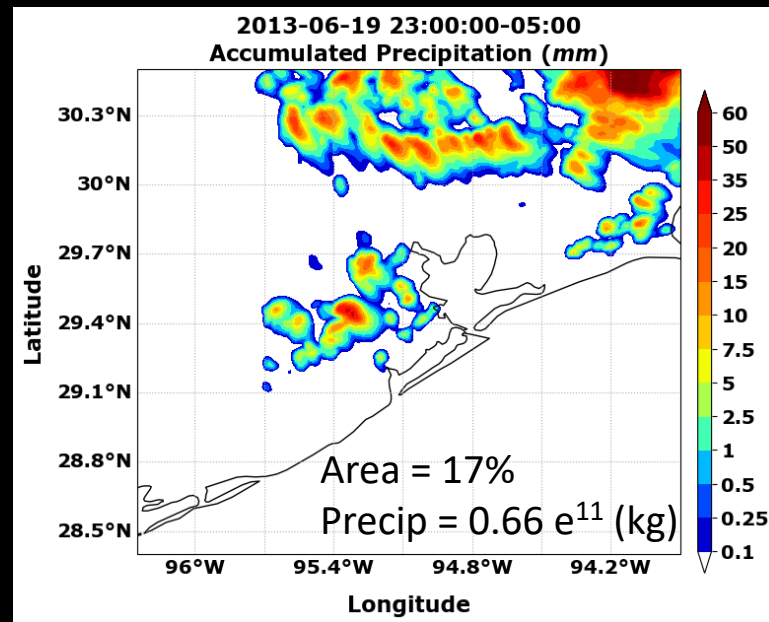 2013-06-19 23:00:00-05:00
Accumulated Precipitation (mm)
30.3°N
30°N
29.7°N
29.4°N
29.1°N
28.8°N
28.5°N
Latitude
96°W 95.4°W 94.8°W 94.2°W
Longitude
60
50
35
25
20
15
10
7.5
5
2.5
1
0.5
0.25
0.1
Area = 17%
Precip = 0.66 e¹¹ (kg)